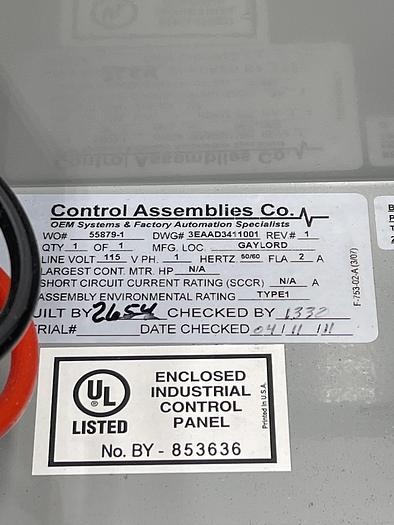 Control Assemblies Co.
OEM Systems & Factory Automation Specialists
WO# 55879-1 DWG# 3EAAD3411001 REV.# 1
QTY 1 OF 1 MFG. LOC. GAYLORD
LINE VOLT 115 V PH. 1 HERTZ 50/60 FLA 2 A
LARGEST CONT. MTR. HP N/A
SHORT CIRCUIT CURRENT RATING (SCCR) N/A A
ASSEMBLY ENVIRONMENTAL RATING TYPE1
UILT BY 2654 CHECKED BY 1332
ERIAL# DATE CHECKED 04/11/11
F-753-02-A (3/07)
UL
LISTED
ENCLOSED
INDUSTRIAL
CONTROL
PANEL
No. BY - 853636
Printed in U.S.A.